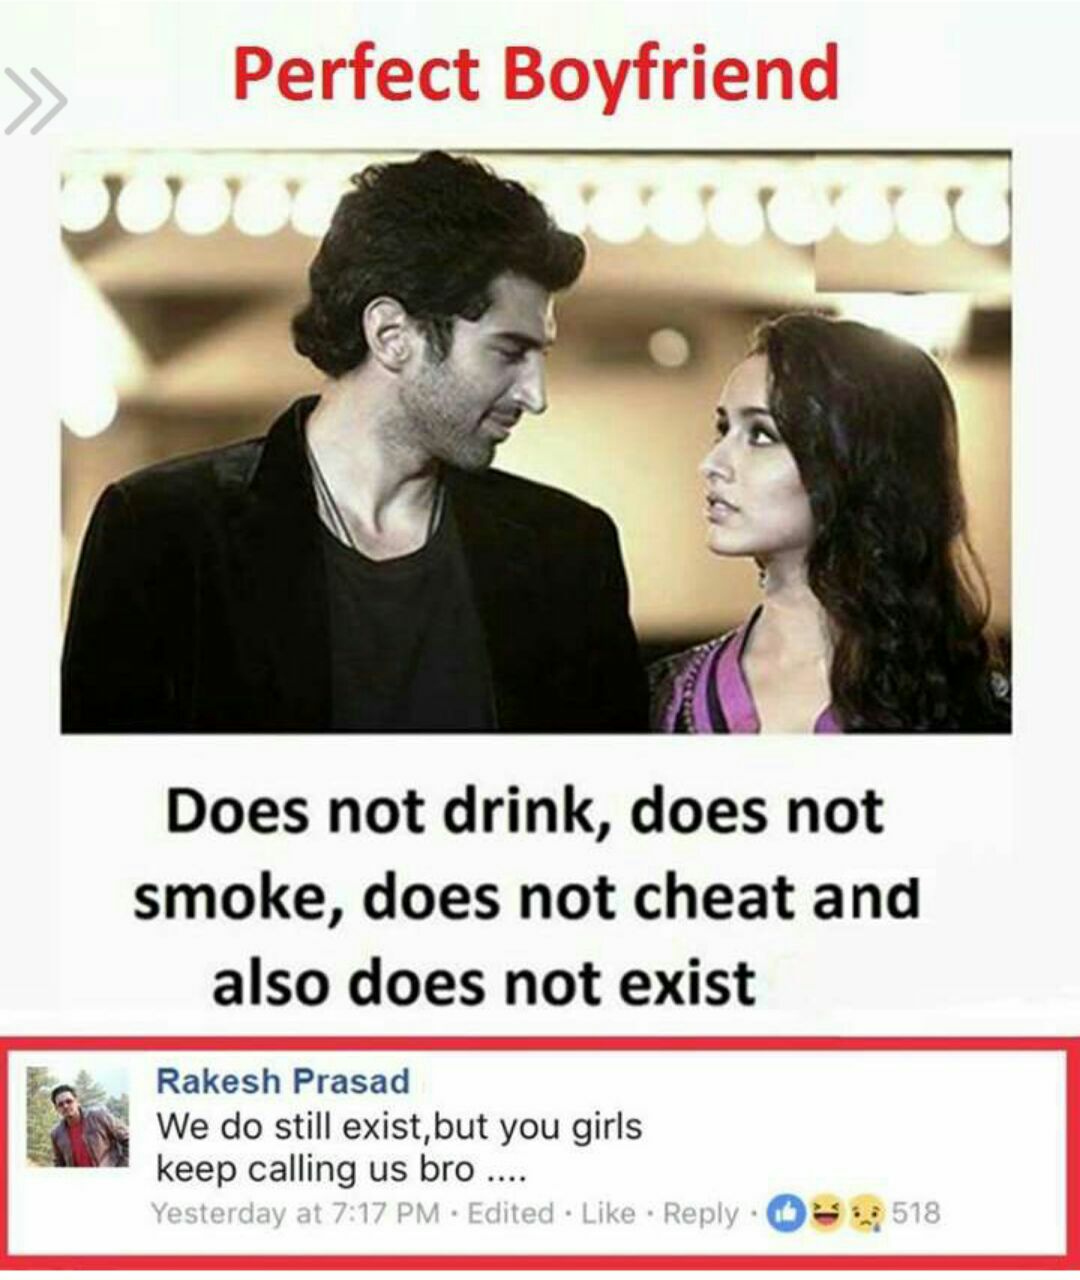 Perfect Boyfriend
Does not drink, does not
smoke, does not cheat and
also does not exist
Rakesh Prasad
We do still exist,but you girls
keep calling us bro ....
Yesterday at 7:17 PM · Edited · Like · Reply · 518